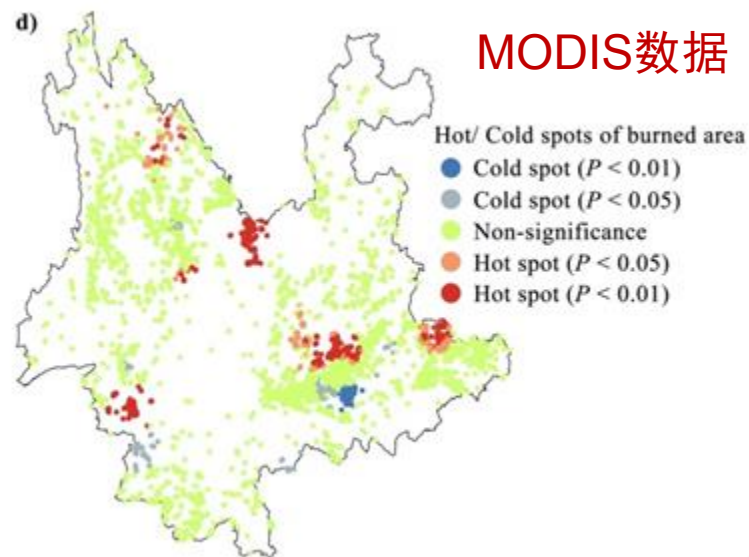 d)
MODIS数据
Hot/ Cold spots of burned area
Cold spot (P < 0.01)
Cold spot (P < 0.05)
Non-significance
Hot spot (P < 0.05)
Hot spot (P < 0.01)